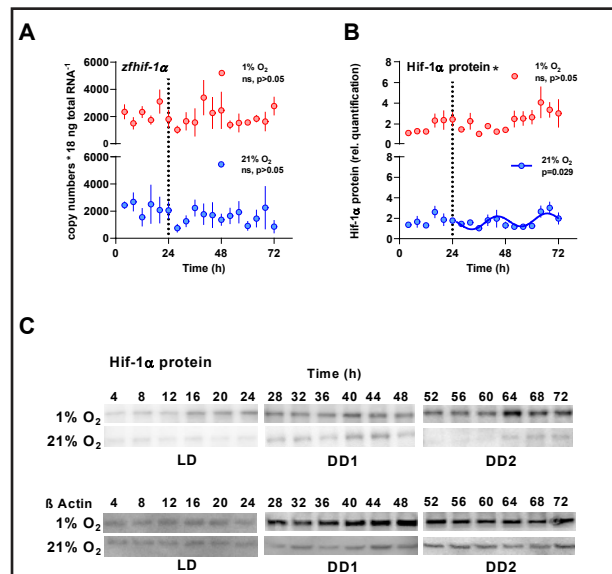 A
zfhif-1α
1% O2
ns, p>0.05
6000
4000
2000
0
21% O2
ns, p>0.05
6000
4000
2000
0
copy numbers * 18 ng total RNA-1
0 24 48 72
Time (h)
B
Hif-1α protein *
1% O2
ns, p>0.05
8
6
4
2
0
21% O2
p=0.029
6
4
2
0
Hif-1α protein (rel. quantification)
0 24 48 72
Time (h)
C
Hif-1α protein
Time (h)
4 8 12 16 20 24 28 32 36 40 44 48 52 56 60 64 68 72
1% O2
21% O2
LD DD1 DD2
ß Actin 4 8 12 16 20 24 28 32 36 40 44 48 52 56 60 64 68 72
1% O2
21% O2
LD DD1 DD2